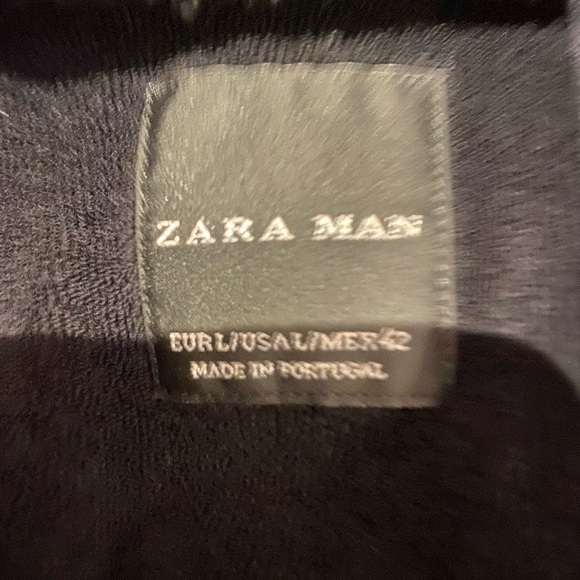 ZARA MAN
EUR L/USA L/MEX 42
MADE IN PORTUGAL